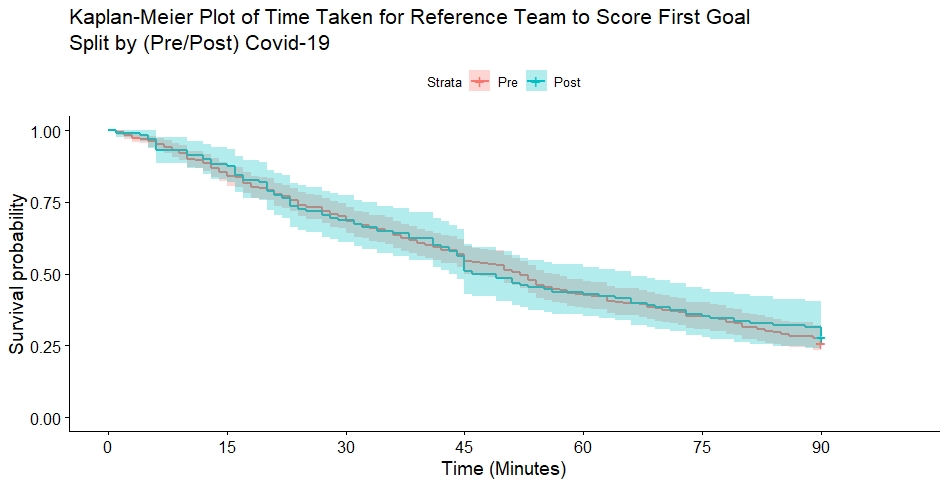 Kaplan-Meier Plot of Time Taken for Reference Team to Score First Goal
Split by (Pre/Post) Covid-19
Strata Pre Post
1.00
0.75
0.50
0.25
0.00
Survival probability
0 15 30 45 60 75 90
Time (Minutes)